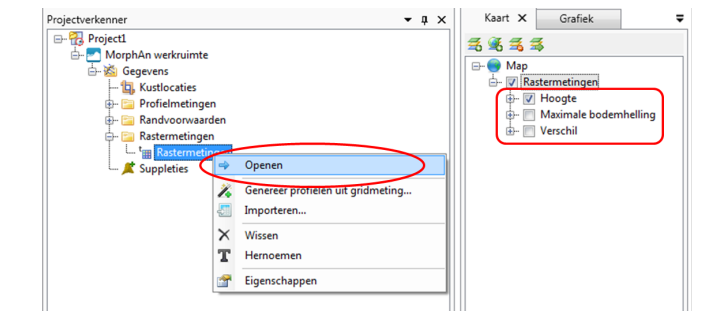 Projectverkenner
Project1
MorphAn werkruimte
Gegevens
Kustlocaties
Profielmetingen
Randvoorwaarden
Rastermetingen
Suppleties
Openen
Genereer profielen uit gridmeting...
Importeren...
Wissen
Hernoemen
Eigenschappen
Kaart
Grafiek
Map
Rastermetingen
Hoogte
Maximale bodemhelling
Verschil